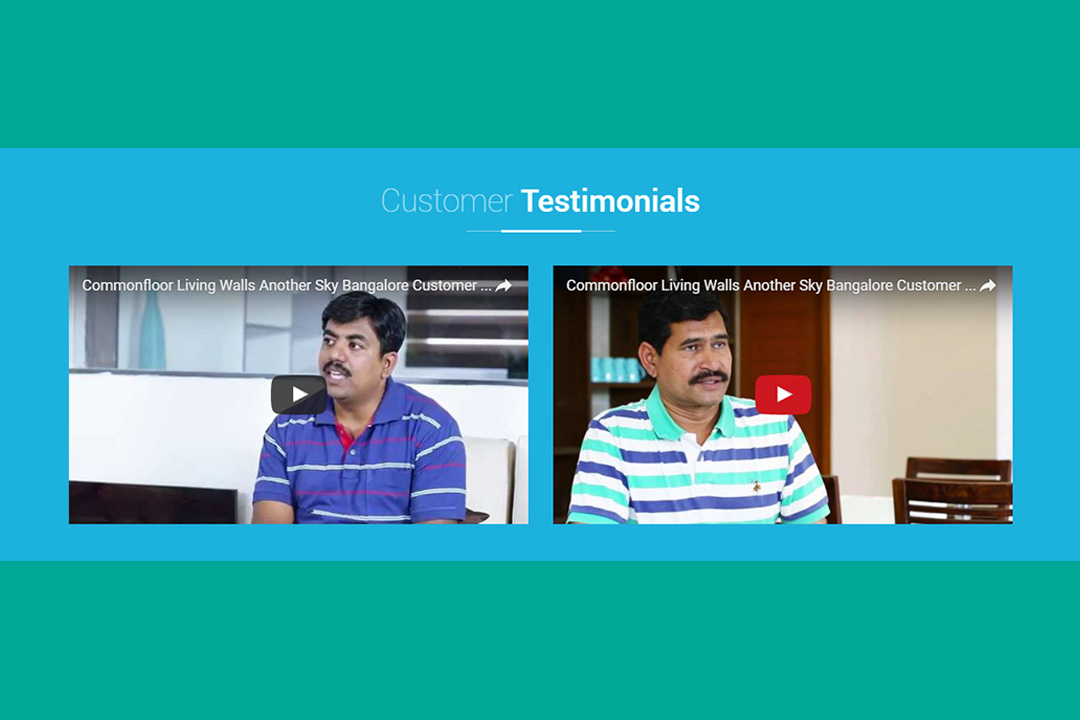 Customer Testimonials
Commonfloor Living Walls Another Sky Bangalore Customer ...
Commonfloor Living Walls Another Sky Bangalore Customer ...